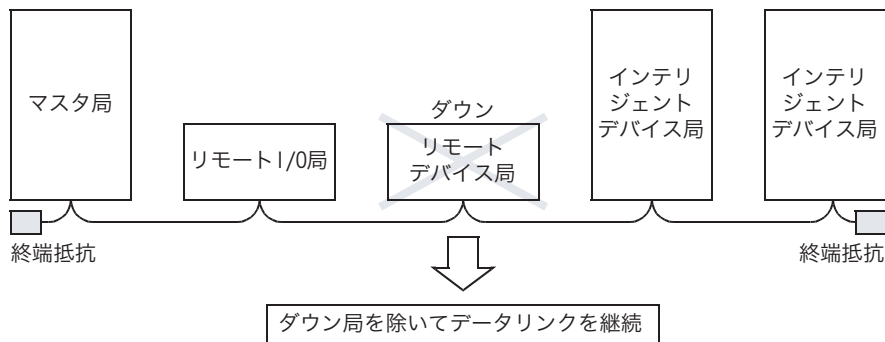 マスタ局
リモートI/O局
ダウン
リモート
デバイス局
インテリ
ジェント
デバイス局
インテリ
ジェント
デバイス局
終端抵抗
終端抵抗
ダウン局を除いてデータリンクを継続